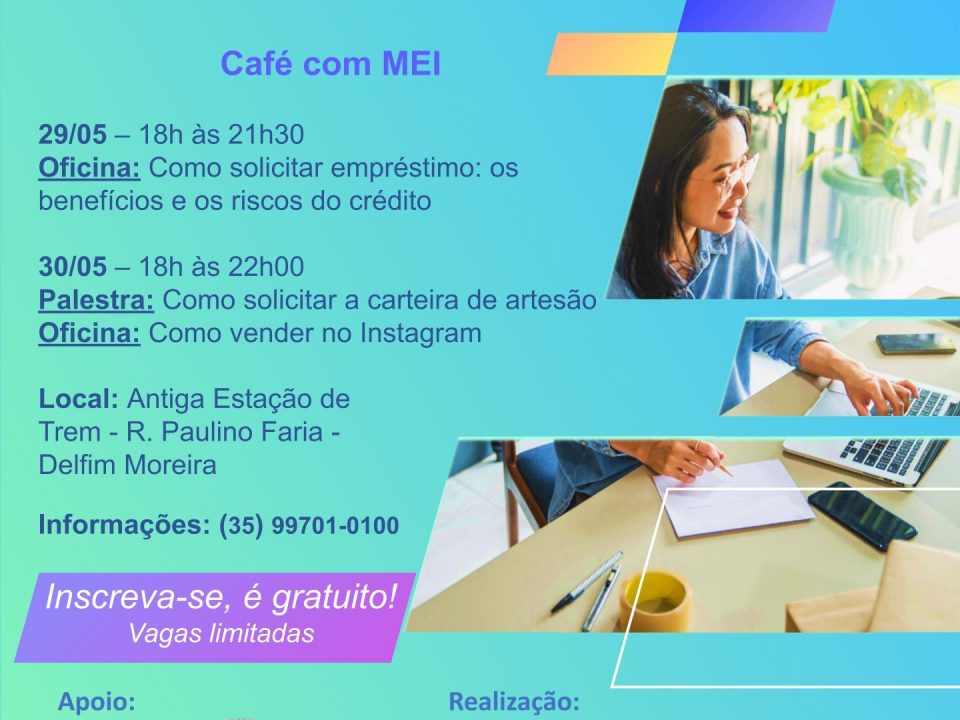 Café com MEI
29/05 – 18h às 21h30
Oficina: Como solicitar empréstimo: os
benefícios e os riscos do crédito
30/05 – 18h às 22h00
Palestra: Como solicitar a carteira de artesão
Oficina: Como vender no Instagram
Local: Antiga Estação de
Trem - R. Paulino Faria -
Delfim Moreira
Informações: (35) 99701-0100
Inscreva-se, é gratuito!
Vagas limitadas
Apoio:
Realização: